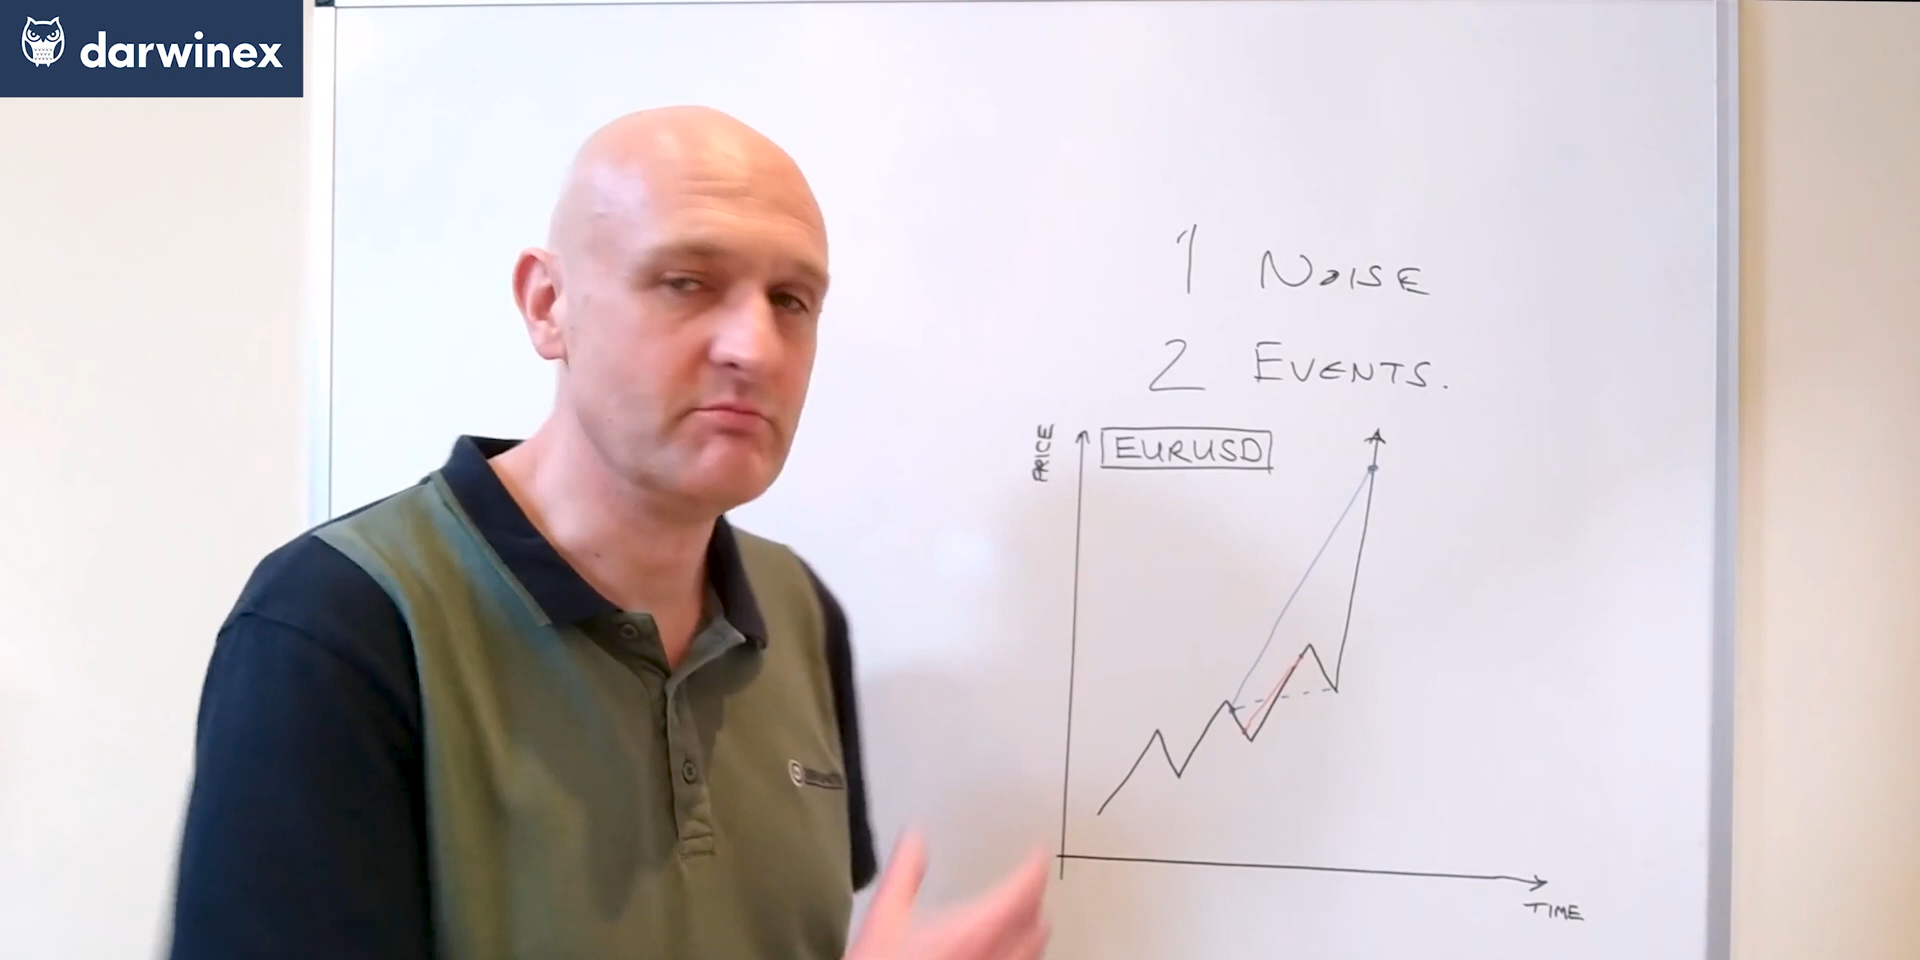 darwinex
1 NOISE
2 EVENTS.
PRICE
EURUSD
TIME